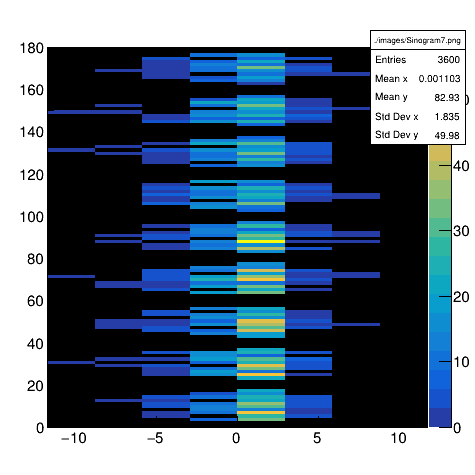 ./images/Sinogram7.png
Entries 3600
Mean x 0.001103
Mean y 82.93
Std Dev x 1.835
Std Dev y 49.98
180
160
140
120
100
80
60
40
20
0
−10 −5 0 5 10
40
30
20
10
0